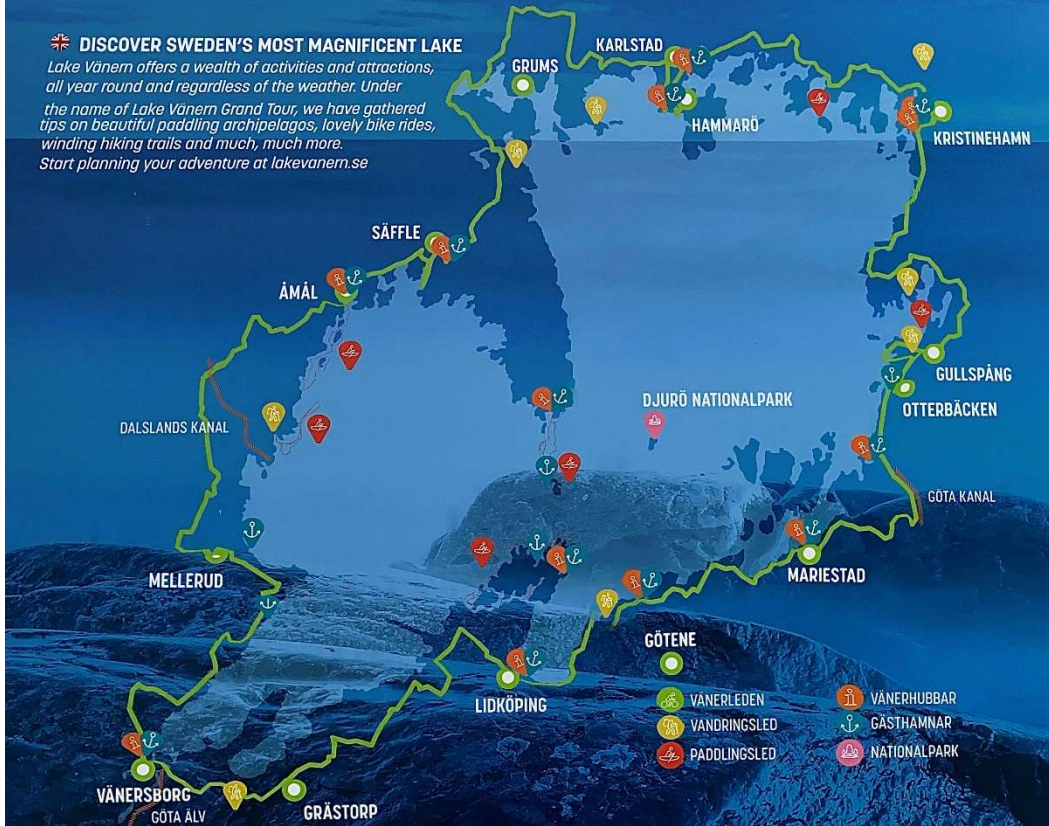 DISCOVER SWEDEN'S MOST MAGNIFICENT LAKE
Lake Vänern offers a wealth of activities and attractions,
all year round and regardless of the weather. Under
the name of Lake Vänern Grand Tour, we have gathered
tips on beautiful paddling archipelagos, lovely bike rides,
winding hiking trails and much, much more.
Start planning your adventure at lakevanern.se
KARLSTAD
GRUMS
HAMMARÖ
KRISTINEHAMN
SÄFFLE
ÅMÅL
GULLSPÅNG
DJURÖ NATIONALPARK
OTTERBÄCKEN
DALSLANDS KANAL
GÖTA KANAL
MELLERUD
MARIESTAD
GÖTENE
LIDKÖPING
VÄNERLEDEN
VANDRINGSLED
PADDLINGSLED
VÄNERHUBBAR
GÄSTHAMNAR
NATIONALPARK
VÄNERSBORG
GÖTA ÄLV
GRÄSTORP